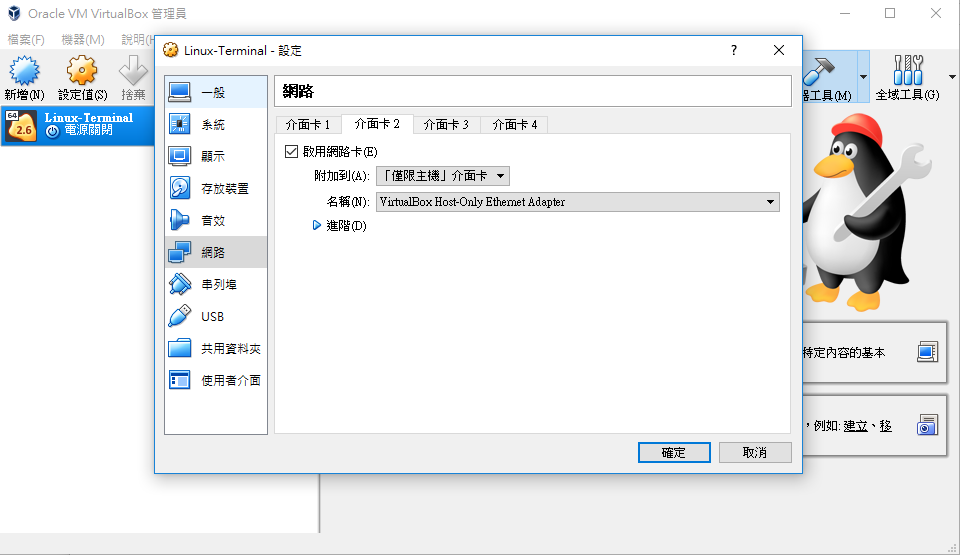 Oracle VM VirtualBox 管理員
檔案(F) 機器(M) 說明(H
新增(N) 設定值(S) 捨棄
器工具(M) 全域工具(G)
64
2.6
Linux-Terminal
電源關閉
Linux-Terminal - 設定
?
一般
系統
顯示
存放裝置
音效
網路
串列埠
USB
共用資料夾
使用者介面
網路
介面卡 1 介面卡 2 介面卡 3 介面卡 4
啟用網路卡(E)
附加到(A): 「僅限主機」介面卡
名稱(N): VirtualBox Host-Only Ethernet Adapter
進階(D)
確定 取消
特定內容的基本
，例如: 建立、移